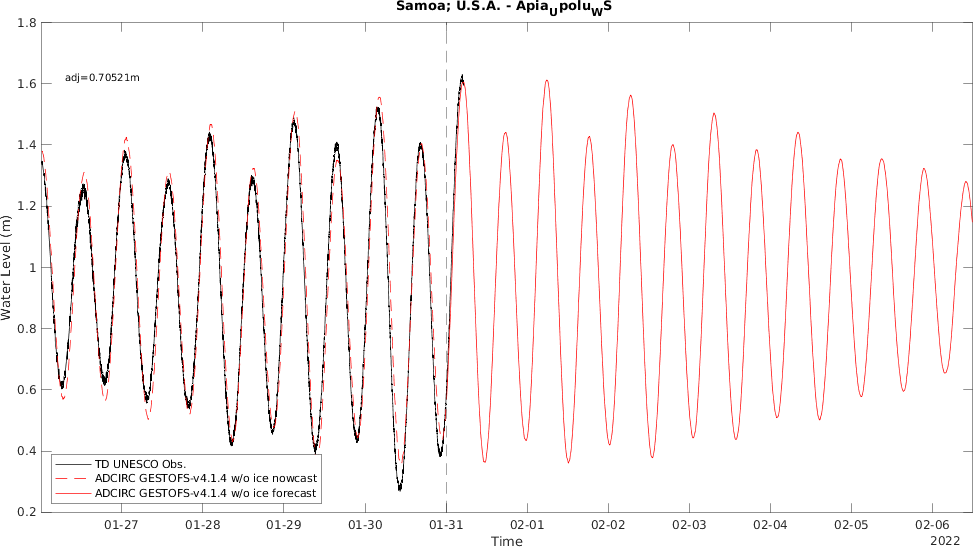 Samoa; U.S.A. - Apia_Upolu_WS
1.8
1.6
1.4
1.2
1
0.8
0.6
0.4
0.2
Water Level (m)
adj=0.70521m
TD UNESCO Obs.
ADCIRC GESTOFS-v4.1.4 w/o ice nowcast
ADCIRC GESTOFS-v4.1.4 w/o ice forecast
01-27 01-28 01-29 01-30 01-31 02-01 02-02 02-03 02-04 02-05 02-06
Time
2022